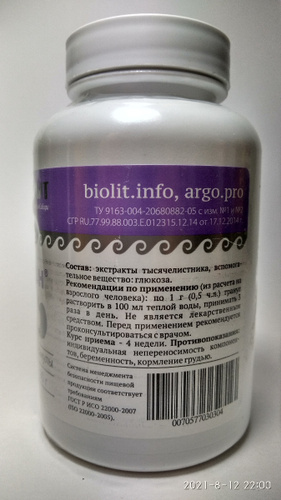 biolit.info, argo.pro
ТУ 9163-004-20680882-05 с изм. №1 и №2
СГР RU.77.99.88.003.Е.012315.12.14 от 17.12.2014 г.
Состав: экстракты тысячелистника, вспомога-
тельное вещество: глюкоза.
Рекомендации по применению (из расчета на
взрослого человека): по 1 г (0,5 ч.л.) гранул
растворить в 100 мл теплой воды, принимать 3
раза в день. Не является лекарственным
средством. Перед применением рекомендуется
проконсультироваться с врачом.
Курс приема - 4 недели. Противопоказания:
индивидуальная непереносимость компонен-
тов, беременность, кормление грудью.
Система менеджмента
безопасности пищевой
продукции соответствует
требованиям
ГОСТ Р ИСО 22000-2007
(ISO 22000-2005).
0070577030304
2021-8-12 22:00